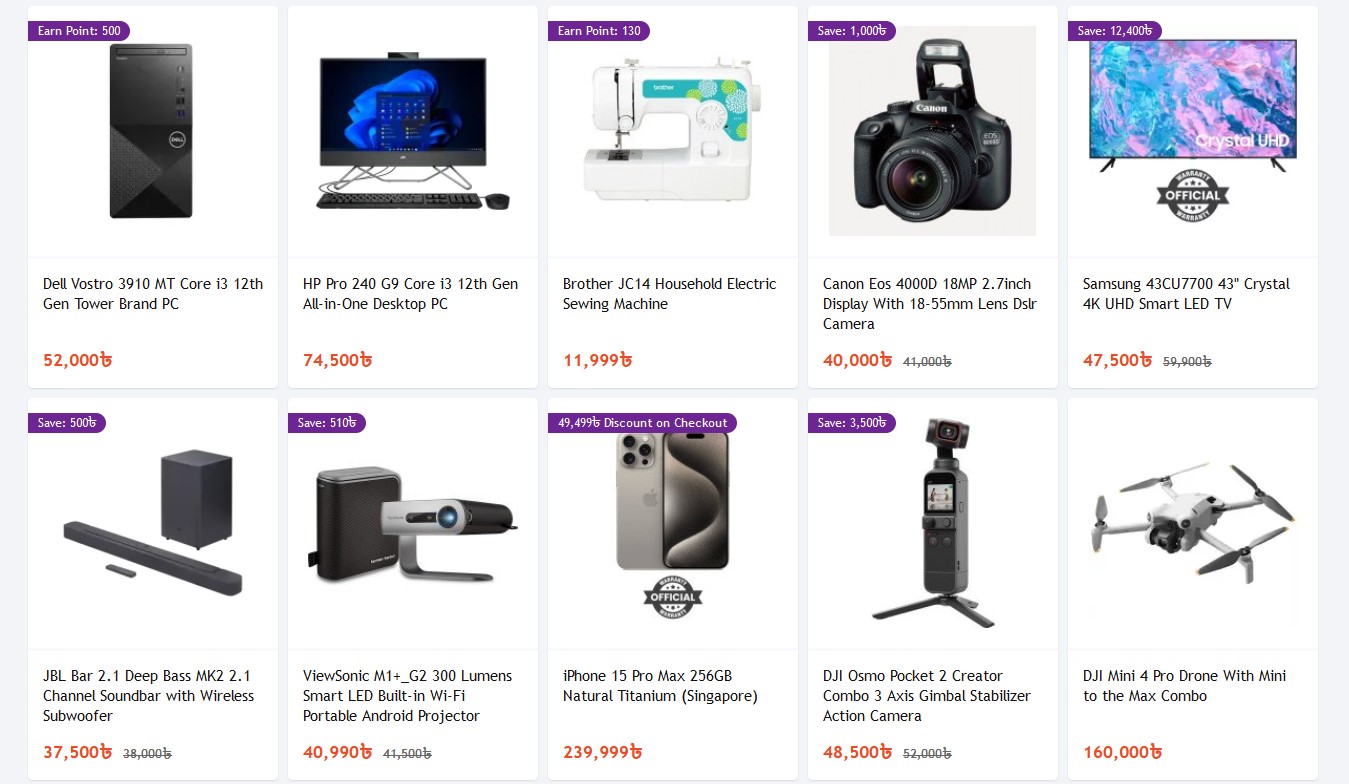 Earn Point: 500
DELL
Dell Vostro 3910 MT Core i3 12th
Gen Tower Brand PC
52,000৳
HP Pro 240 G9 Core i3 12th Gen
All-in-One Desktop PC
74,500৳
Earn Point: 130
brother
Brother JC14 Household Electric
Sewing Machine
11,999৳
Save: 1,000৳
Canon
EOS
4000D
Canon Eos 4000D 18MP 2.7inch
Display With 18-55mm Lens Dslr
Camera
40,000৳ 41,000৳
Save: 12,400৳
Crystal UHD
WARRANTY
OFFICIAL
WARRANTY
Samsung 43CU7700 43" Crystal
4K UHD Smart LED TV
47,500৳ 59,900৳
Save: 500৳
JBL Bar 2.1 Deep Bass MK2 2.1
Channel Soundbar with Wireless
Subwoofer
37,500৳ 38,000৳
Save: 510৳
harman/kardon
ViewSonic M1+_G2 300 Lumens
Smart LED Built-in Wi-Fi
Portable Android Projector
40,990৳ 41,500৳
49,499৳ Discount on Checkout
WARRANTY
OFFICIAL
WARRANTY
iPhone 15 Pro Max 256GB
Natural Titanium (Singapore)
239,999৳
Save: 3,500৳
DJI Osmo Pocket 2 Creator
Combo 3 Axis Gimbal Stabilizer
Action Camera
48,500৳ 52,000৳
DJI Mini 4 Pro Drone With Mini
to the Max Combo
160,000৳